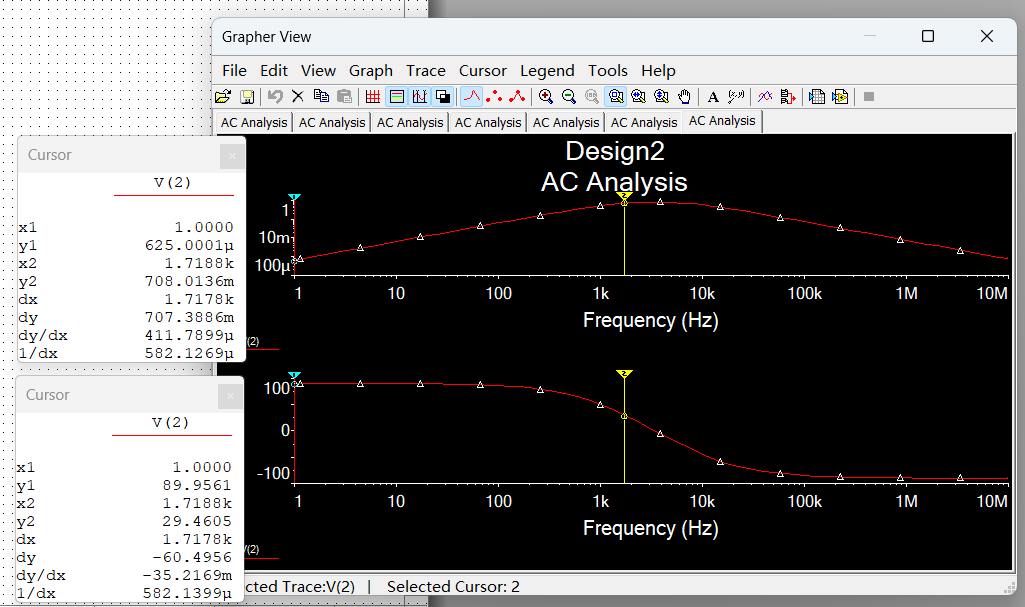 Grapher View
File Edit View Graph Trace Cursor Legend Tools Help
AC Analysis AC Analysis AC Analysis AC Analysis AC Analysis AC Analysis AC Analysis
Cursor
V(2)
x1 1.0000
y1 625.0001µ
x2 1.7188k
y2 708.0136m
dx 1.7178k
dy 707.3886m
dy/dx 411.7899µ
1/dx 582.1269µ
Design2
AC Analysis
1
10m
100µ
1 10 100 1k 10k 100k 1M 10M
Frequency (Hz)
(2)
Cursor
V(2)
x1 1.0000
y1 89.9561
x2 1.7188k
y2 29.4605
dx 1.7178k
dy -60.4956
dy/dx -35.2169m
1/dx 582.1399µ
100
0
-100
1 10 100 1k 10k 100k 1M 10M
Frequency (Hz)
(2)
cted Trace:V(2) | Selected Cursor: 2